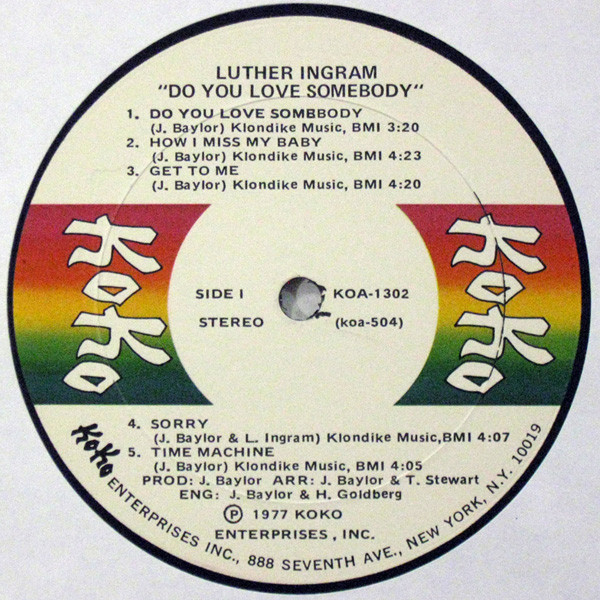 LUTHER INGRAM
"DO YOU LOVE SOMEBODY"
1. DO YOU LOVE SOMBBODY
(J. Baylor) Klondike Music, BMI 3:20
2. HOW I MISS MY BABY
(J. Baylor) Klondike Music, BMI 4:23
3. GET TO ME
(J. Baylor) Klondike Music, BMI 4:20
KOKO
KOKO
SIDE I
KOA-1302
STEREO
(koa-504)
4. SORRY
(J. Baylor & L. Ingram) Klondike Music,BMI 4:07
5. TIME MACHINE
(J. Baylor) Klondike Music, BMI 4:05
PROD: J. Baylor ARR: J. Baylor & T. Stewart
ENG: J. Baylor & H. Goldberg
Ⓟ 1977 KOKO
ENTERPRISES, INC.
KOKO ENTERPRISES INC., 888 SEVENTH AVE., NEW YORK, N.Y. 10019